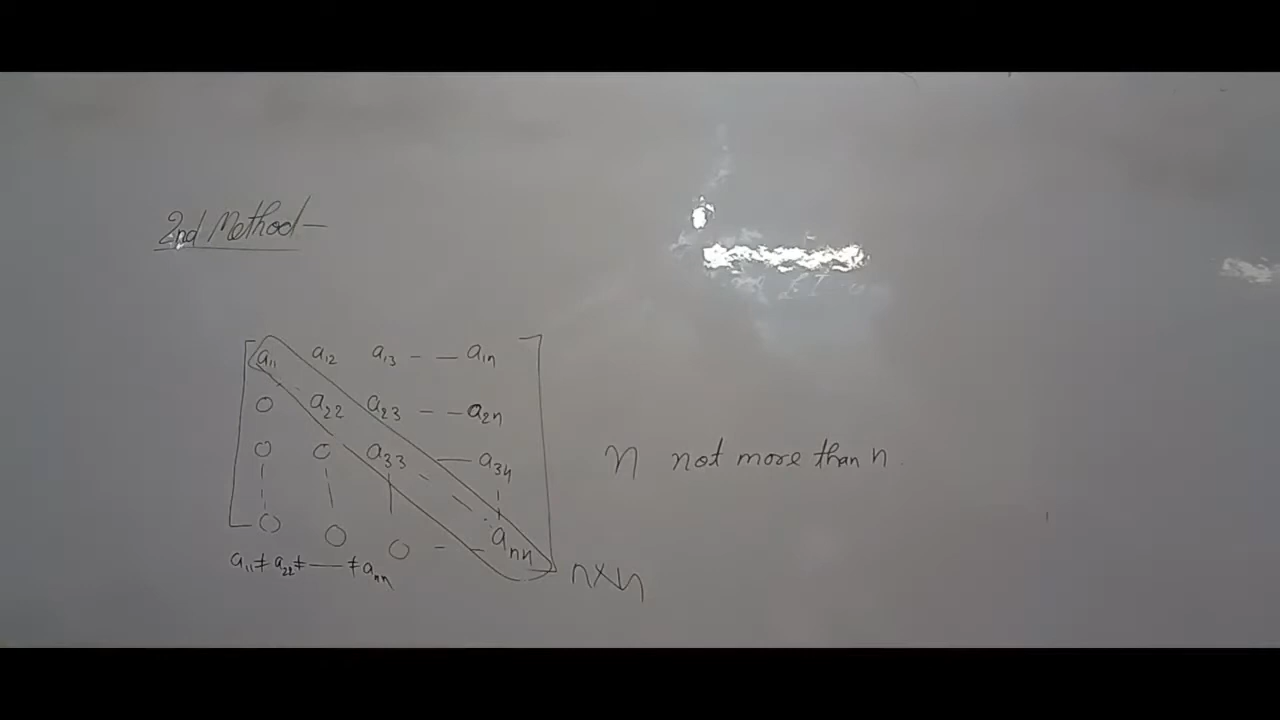 2nd Method —
a₁₁ a₁₂ a₁₃ - — a₁ₙ
0 a₂₂ a₂₃ - - a₂ₙ
0 0 a₃₃ — a₃ₙ
0 0 0 - - aₙₙ
n not more than n
a₁₁ ≠ a₂₂ ≠ — ≠ aₙₙ
n×n